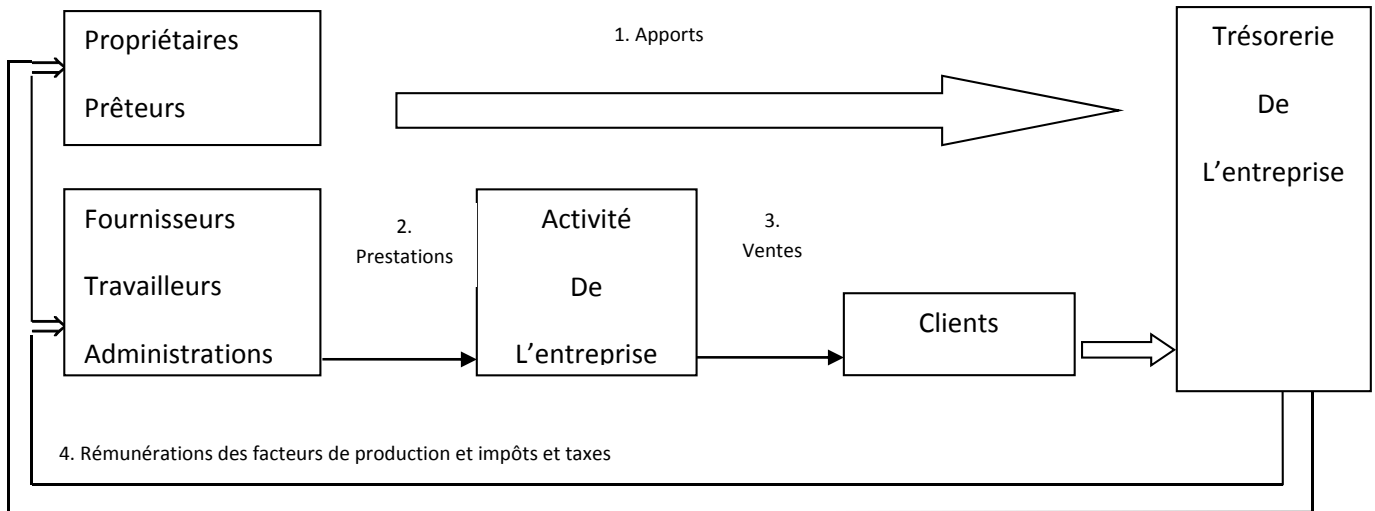 Propriétaires
Prêteurs
1. Apports
Trésorerie
De
L’entreprise
Fournisseurs
Travailleurs
Administrations
2.
Prestations
Activité
De
L’entreprise
3.
Ventes
Clients
4. Rémunérations des facteurs de production et impôts et taxes